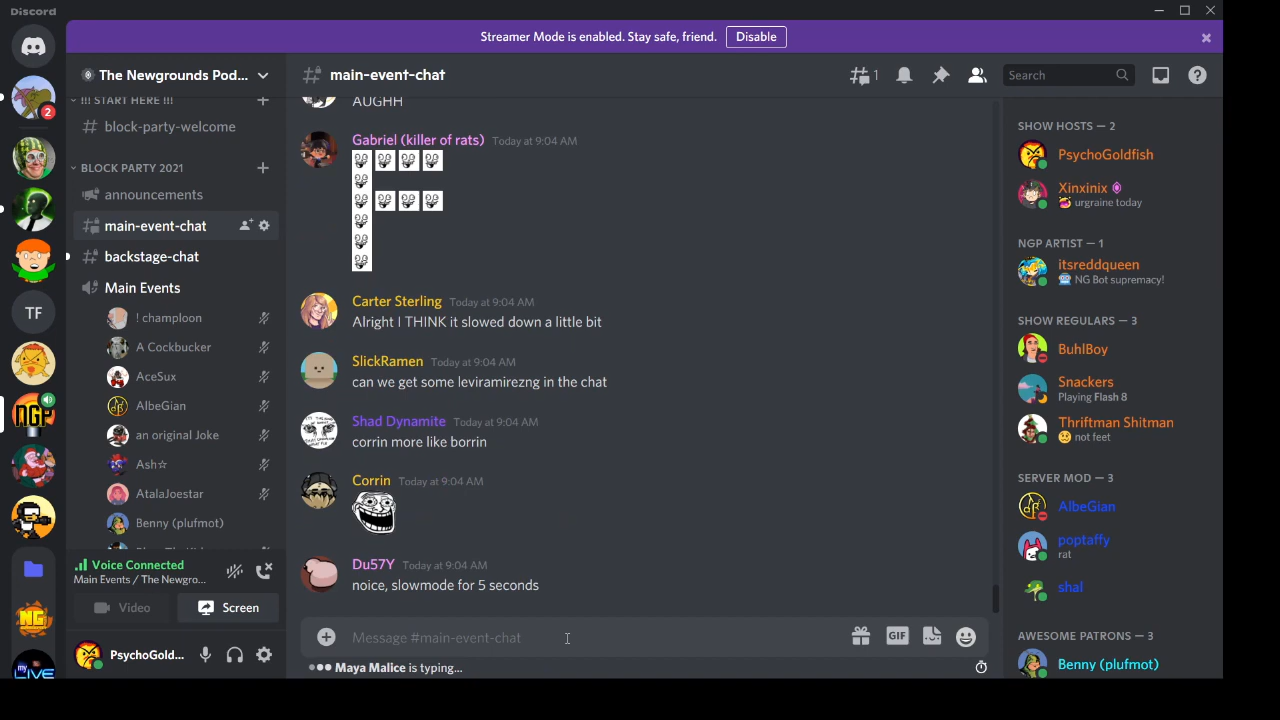 Discord
Streamer Mode is enabled. Stay safe, friend.
Disable
2
TF
NGP
NG
my
LIVE
The Newgrounds Pod...
!!! START HERE !!!
block-party-welcome
BLOCK PARTY 2021
announcements
main-event-chat
backstage-chat
Main Events
! champloon
A Cockbucker
AceSux
AlbeGian
an original Joke
Ash☆
AtalaJoestar
Benny (plufmot)
Voice Connected
Main Events / The Newgro...
Video
Screen
PsychoGold...
main-event-chat
1
Search
AUGHH
Gabriel (killer of rats) Today at 9:04 AM
Carter Sterling Today at 9:04 AM
Alright I THINK it slowed down a little bit
SlickRamen Today at 9:04 AM
can we get some leviramirezng in the chat
Shad Dynamite Today at 9:04 AM
corrin more like borrin
Corrin Today at 9:04 AM
Du57Y Today at 9:04 AM
noice, slowmode for 5 seconds
Message #main-event-chat
GIF
Maya Malice is typing...
SHOW HOSTS — 2
PsychoGoldfish
Xinxinix
urgraine today
NGP ARTIST — 1
itsreddqueen
NG Bot supremacy!
SHOW REGULARS — 3
BuhlBoy
Snackers
Playing Flash 8
Thriftman Shitman
not feet
SERVER MOD — 3
AlbeGian
poptaffy
rat
shal
AWESOME PATRONS — 3
Benny (plufmot)